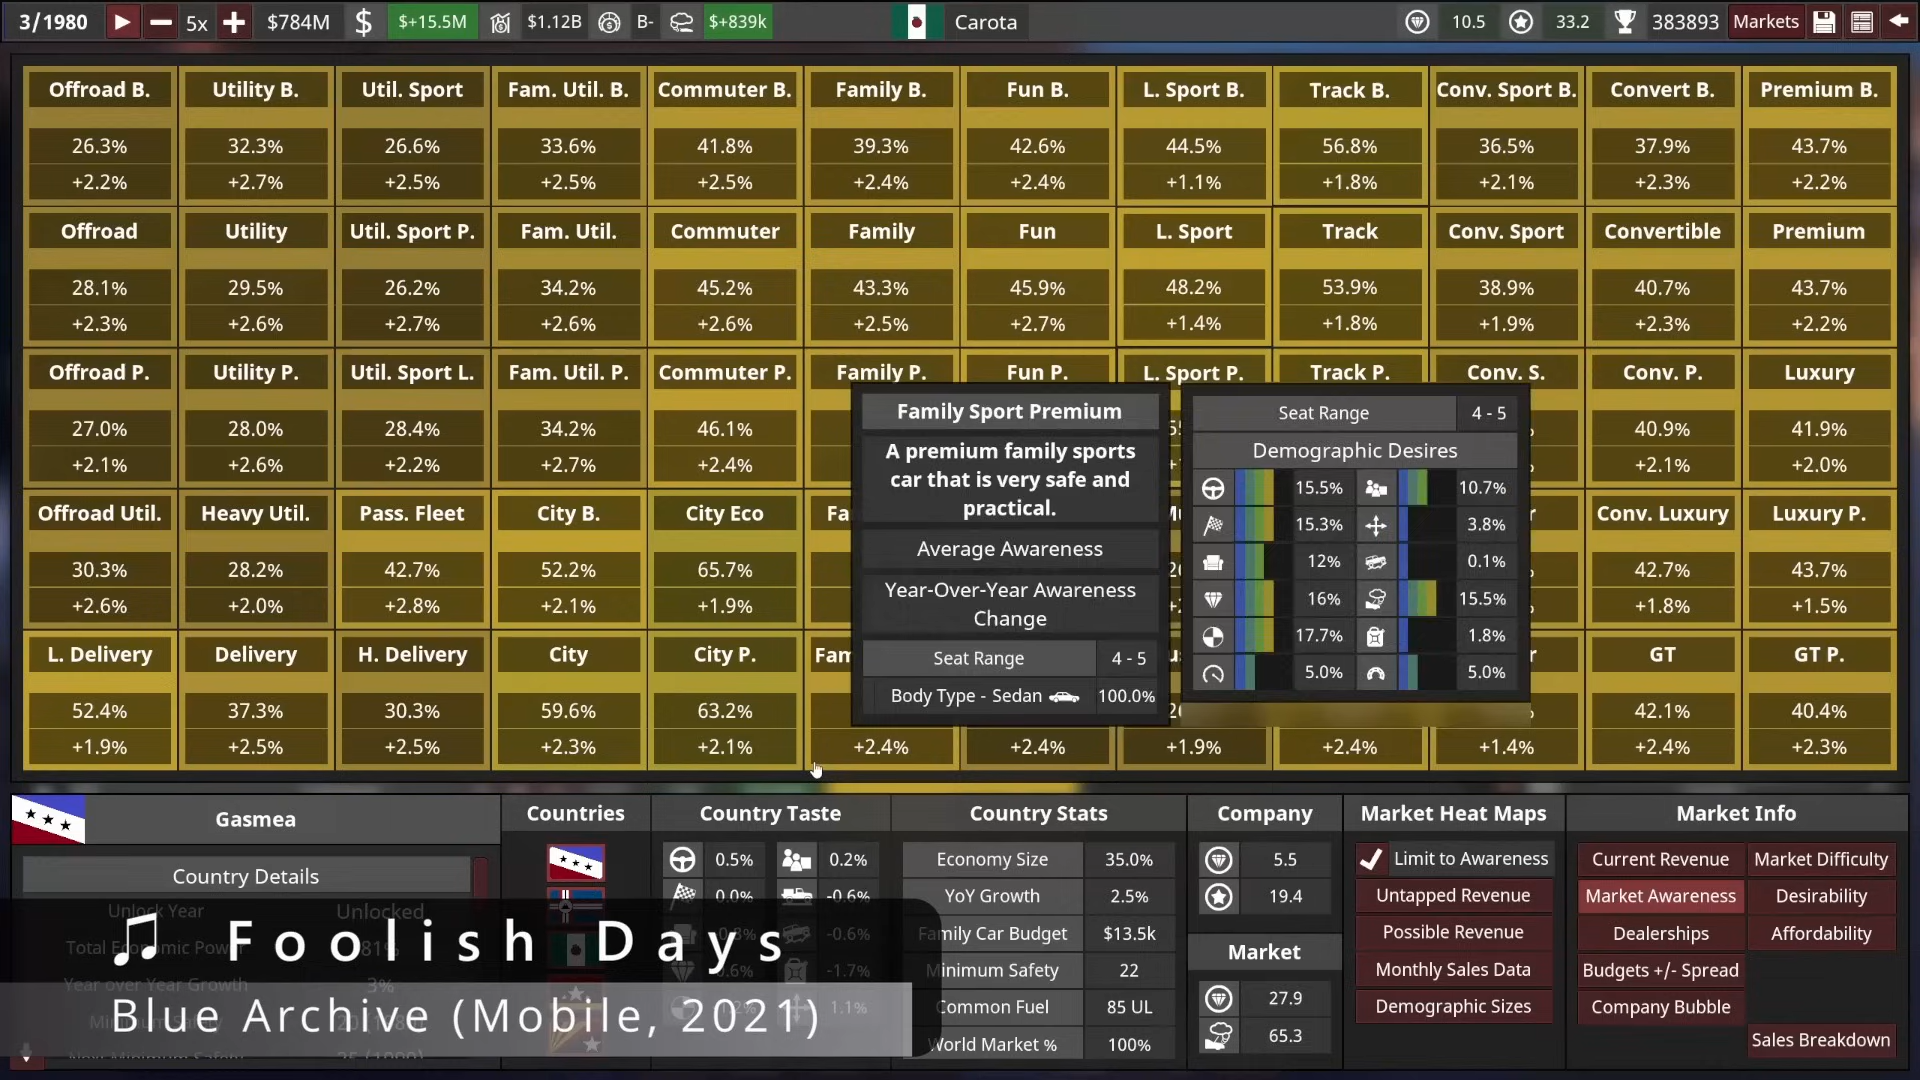 3/1980 5x $784M $+15.5M $1.12B B- $+839k Carota 10.5 33.2 383893 Markets
Offroad B. Utility B. Util. Sport Fam. Util. B. Commuter B. Family B. Fun B. L. Sport B. Track B. Conv. Sport B. Convert B. Premium B.
26.3% 32.3% 26.6% 33.6% 41.8% 39.3% 42.6% 44.5% 56.8% 36.5% 37.9% 43.7%
+2.2% +2.7% +2.5% +2.5% +2.5% +2.4% +2.4% +1.1% +1.8% +2.1% +2.3% +2.2%
Offroad Utility Util. Sport P. Fam. Util. Commuter Family Fun L. Sport Track Conv. Sport Convertible Premium
28.1% 29.5% 26.2% 34.2% 45.2% 43.3% 45.9% 48.2% 53.9% 38.9% 40.7% 43.7%
+2.3% +2.6% +2.7% +2.6% +2.6% +2.5% +2.7% +1.4% +1.8% +1.9% +2.3% +2.2%
Offroad P. Utility P. Util. Sport L. Fam. Util. P. Commuter P. Family P. Fun P. L. Sport P. Track P. Conv. S. Conv. P. Luxury
27.0% 28.0% 28.4% 34.2% 46.1% 40.9% 41.9%
+2.1% +2.6% +2.2% +2.7% +2.4% +2.1% +2.0%
Offroad Util. Heavy Util. Pass. Fleet City B. City Eco Conv. Luxury Luxury P.
30.3% 28.2% 42.7% 52.2% 65.7% 42.7% 43.7%
+2.6% +2.0% +2.8% +2.1% +1.9% +1.8% +1.5%
L. Delivery Delivery H. Delivery City City P. Fam GT GT P.
52.4% 37.3% 30.3% 59.6% 63.2% 42.1% 40.4%
+1.9% +2.5% +2.5% +2.3% +2.1% +2.4% +2.4% +1.9% +2.4% +1.4% +2.4% +2.3%
Family Sport Premium
A premium family sports
car that is very safe and
practical.
Average Awareness
Year-Over-Year Awareness
Change
Seat Range 4 - 5
Body Type - Sedan 100.0%
Seat Range 4 - 5
Demographic Desires
15.5% 10.7%
15.3% 3.8%
12% 0.1%
16% 15.5%
17.7% 1.8%
5.0% 5.0%
Gasmea
Country Details
Unlock Year Unlocked
Year over Year Growth 3%
Countries
Country Taste
0.5% 0.2%
0.0% -0.6%
-0.6%
-1.7%
1.1%
Country Stats
Economy Size 35.0%
YoY Growth 2.5%
Family Car Budget $13.5k
Minimum Safety 22
Common Fuel 85 UL
World Market % 100%
Company
5.5
19.4
Market
27.9
65.3
Market Heat Maps
Limit to Awareness
Untapped Revenue
Possible Revenue
Monthly Sales Data
Demographic Sizes
Market Info
Current Revenue Market Difficulty
Market Awareness Desirability
Dealerships Affordability
Budgets +/- Spread
Company Bubble
Sales Breakdown
Foolish Days
Blue Archive (Mobile, 2021)